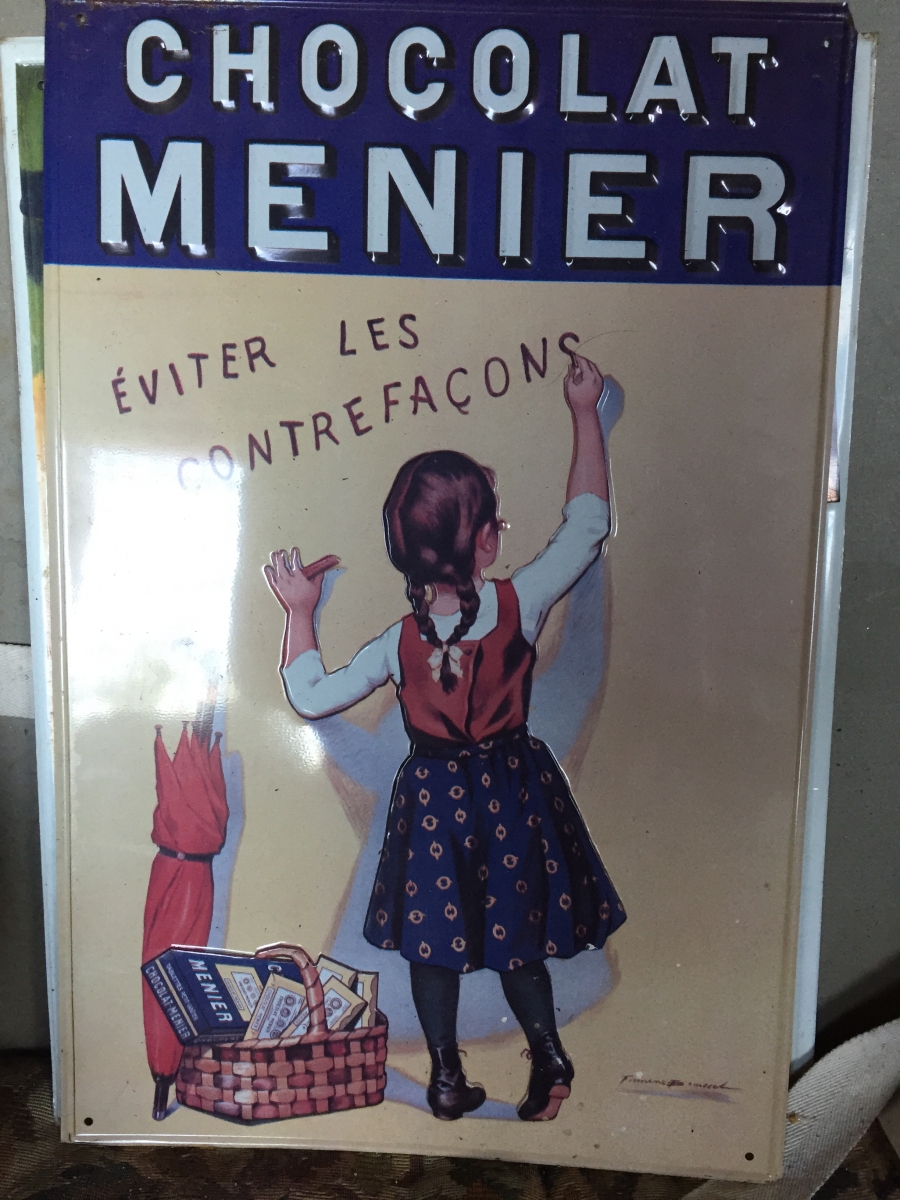 CHOCOLAT
MENIER
ÉVITER LES
CONTREFAÇONS
MENIER
CHOCOLAT-MENIER